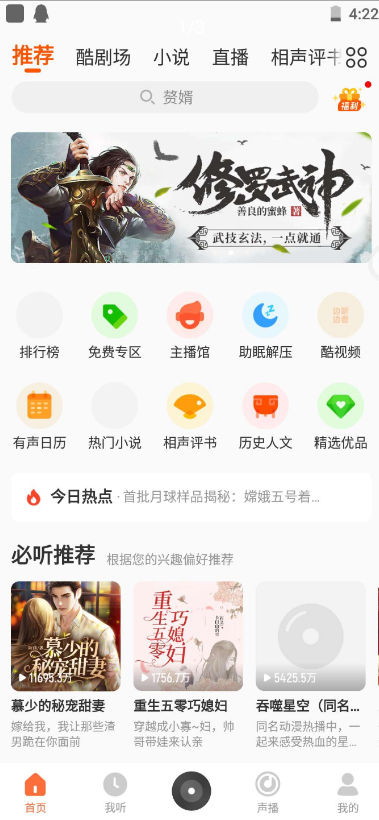 4:22
1/3
推荐 酷剧场 小说 直播 相声评书
赘婿
福利
修罗武神
善良的蜜蜂 著
武技玄法，一点就通
排行榜 免费专区 主播馆 助眠解压 酷视频
有声日历 热门小说 相声评书 历史人文 精选优品
今日热点 · 首批月球样品揭秘：嫦娥五号着...
必听推荐 根据您的兴趣偏好推荐
慕少的
秘宠甜妻
重生五零
巧媳妇
11695.3万 1756.7万 5425.5万
慕少的秘宠甜妻 重生五零巧媳妇 吞噬星空（同名...
嫁给我，我让那些渣 穿越成小寡~妇，帅 同名动漫热播中，一
男跪在你面前 哥带娃来认亲 起来感受热血的星...
首页 我听 声播 我的